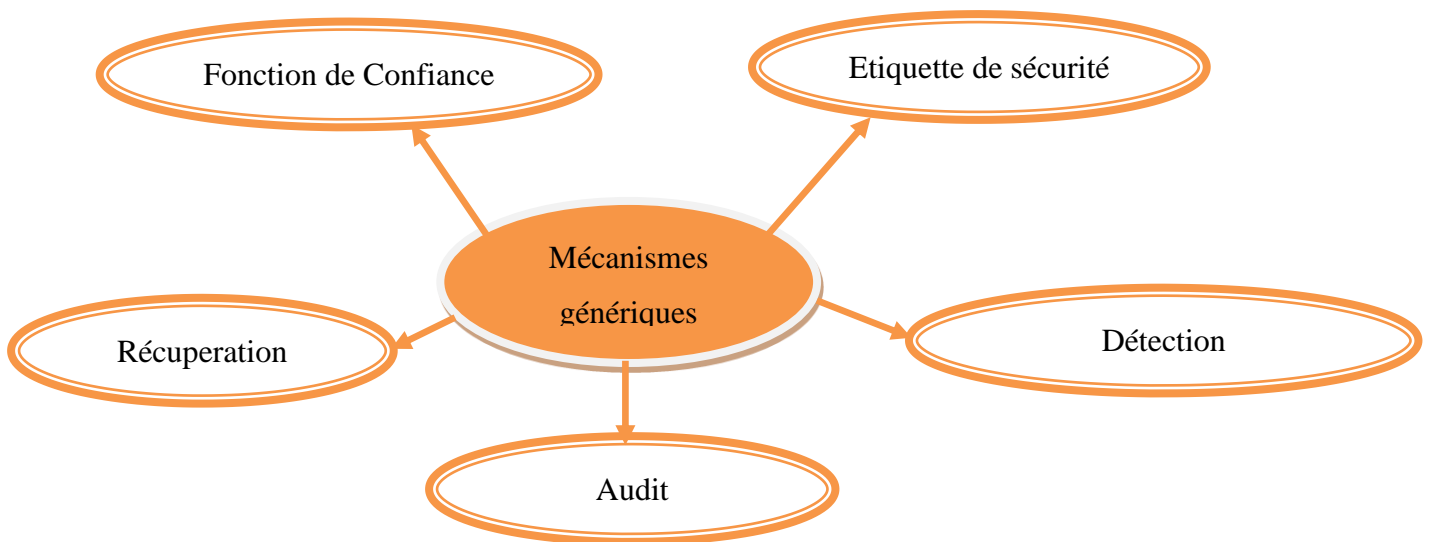 Fonction de Confiance
Etiquette de sécurité
Mécanismes
génériques
Récuperation
Détection
Audit